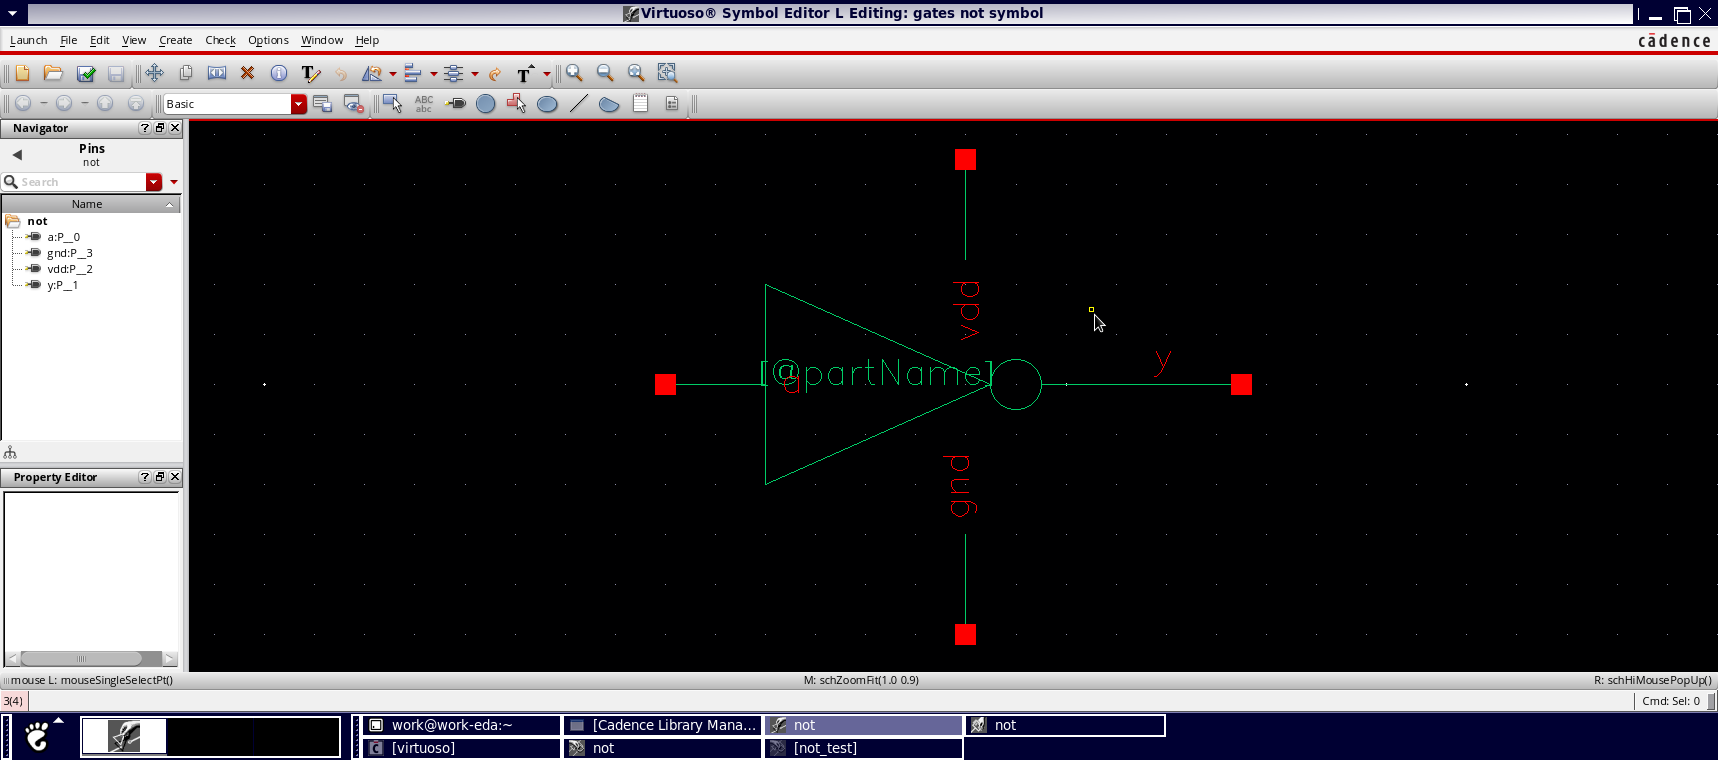 Virtuoso® Symbol Editor L Editing: gates not symbol
Launch File Edit View Create Check Options Window Help
cādence
T
T
Basic
ABC
abc
Navigator
?
Pins
not
Search
Name
not
a:P__0
gnd:P__3
vdd:P__2
y:P__1
Property Editor
?
vdd
y
[@partName]
a
gnd
mouse L: mouseSingleSelectPt()
M: schZoomFit(1.0 0.9)
R: schHiMousePopUp()
3(4)
Cmd: Sel: 0
work@work-eda:~
[Cadence Library Mana...
not
not
[virtuoso]
not
[not_test]